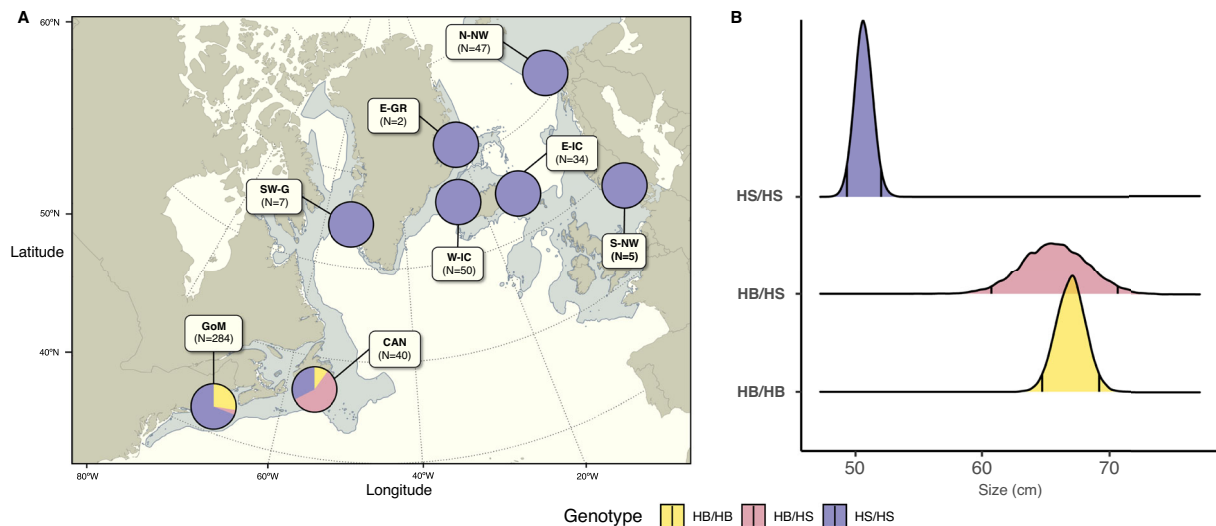 A
60°N
50°N
Latitude
40°N
N-NW
(N=47)
E-GR
(N=2)
E-IC
(N=34)
SW-G
(N=7)
W-IC
(N=50)
S-NW
(N=5)
GoM
(N=284)
CAN
(N=40)
80°W
60°W
40°W
20°W
Longitude
B
HS/HS
HB/HS
HB/HB
50
60
70
Size (cm)
Genotype HB/HB HB/HS HS/HS